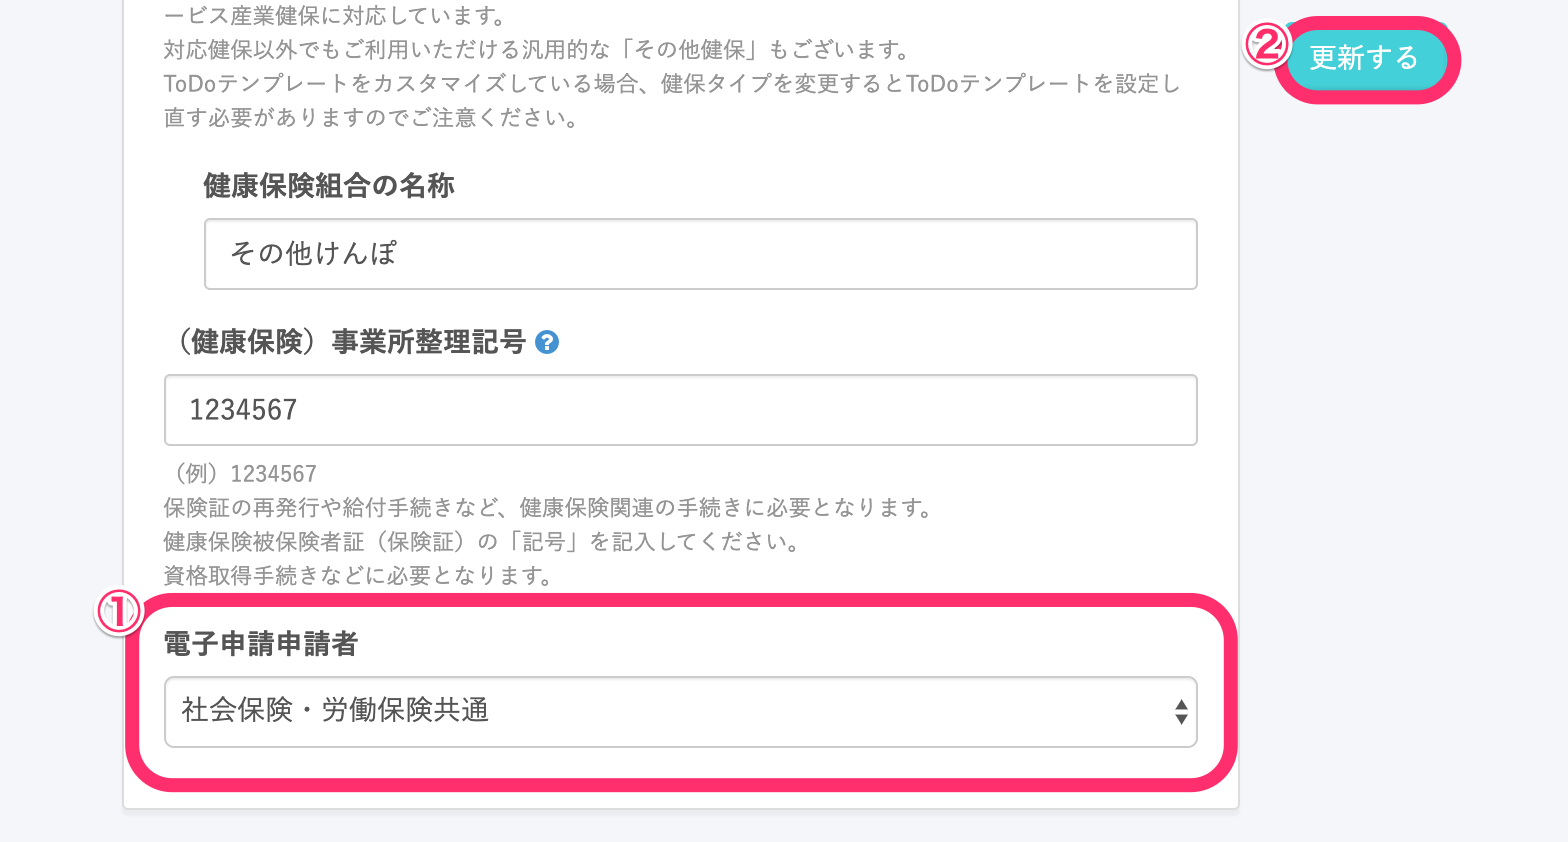 ービス産業健保に対応しています。
対応健保以外でもご利用いただける汎用的な「その他健保」もございます。
ToDoテンプレートをカスタマイズしている場合、健保タイプを変更するとToDoテンプレートを設定し
直す必要がありますのでご注意ください。
② 更新する
健康保険組合の名称
その他けんぽ
（健康保険）事業所整理記号 ?
1234567
（例）1234567
保険証の再発行や給付手続きなど、健康保険関連の手続きに必要となります。
健康保険被保険者証（保険証）の「記号」を記入してください。
資格取得手続きなどに必要となります。
①
電子申請申請者
社会保険・労働保険共通